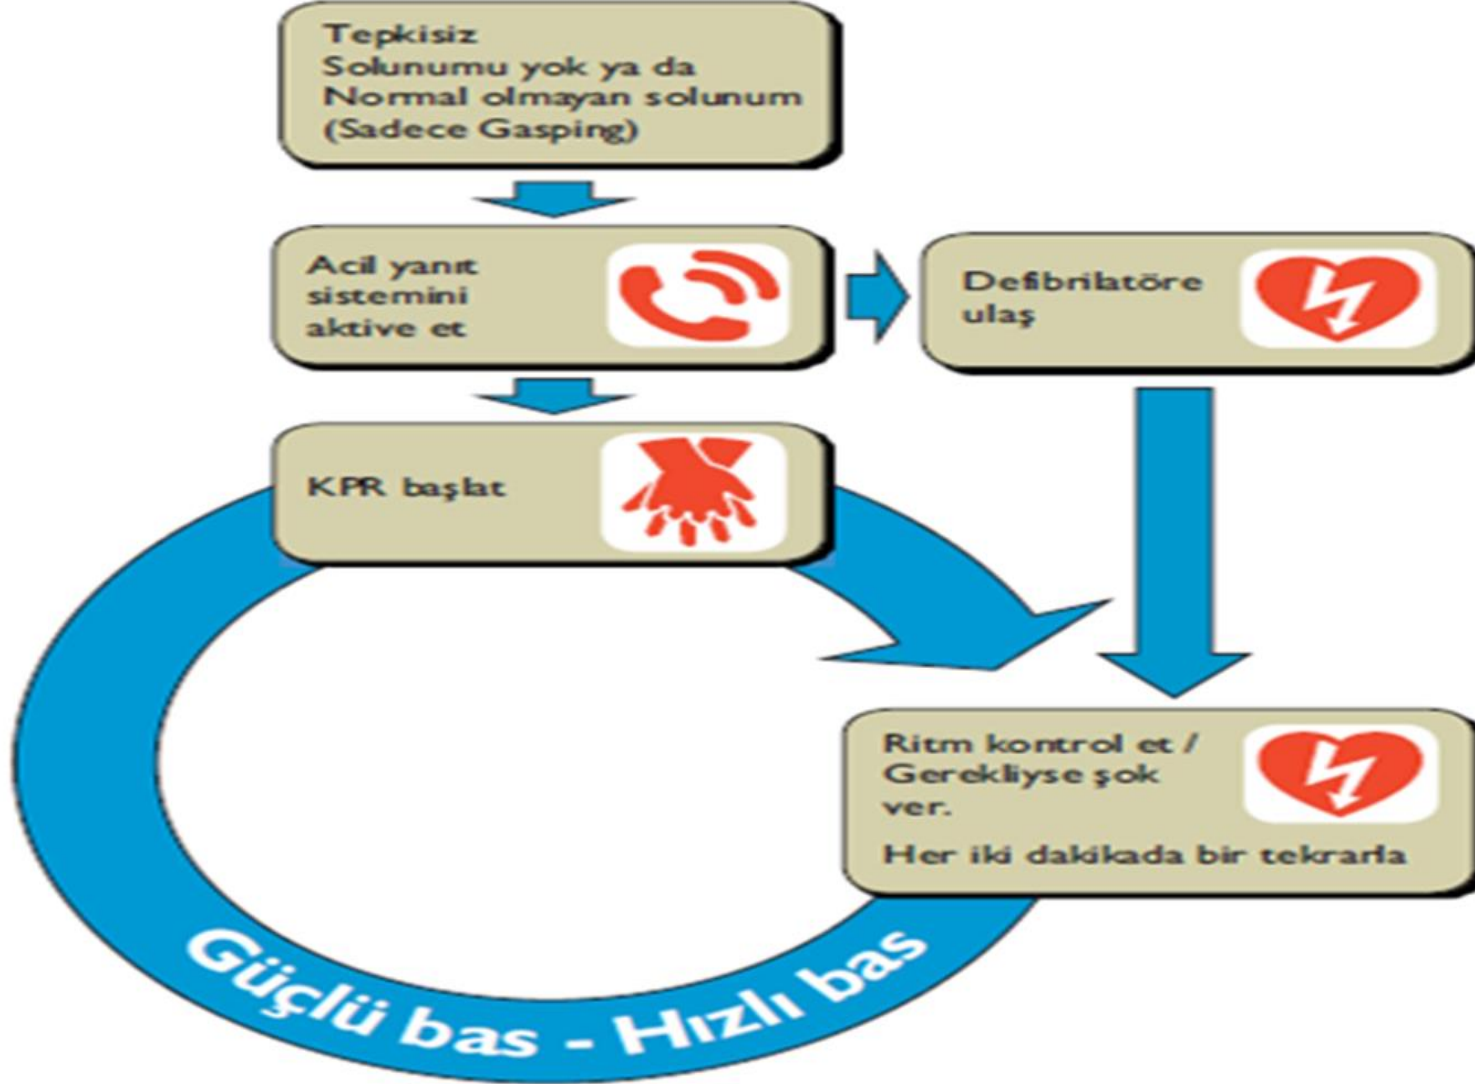 Tepkisiz
Solunumu yok ya da
Normal olmayan solunum
(Sadece Gasping)
Acil yanıt
sistemini
aktive et
Defibrilatöre
ulaş
KPR başlat
Ritm kontrol et /
Gerekliyse şok
ver.
Her iki dakikada bir tekrarla
Güçlü bas - Hızlı bas